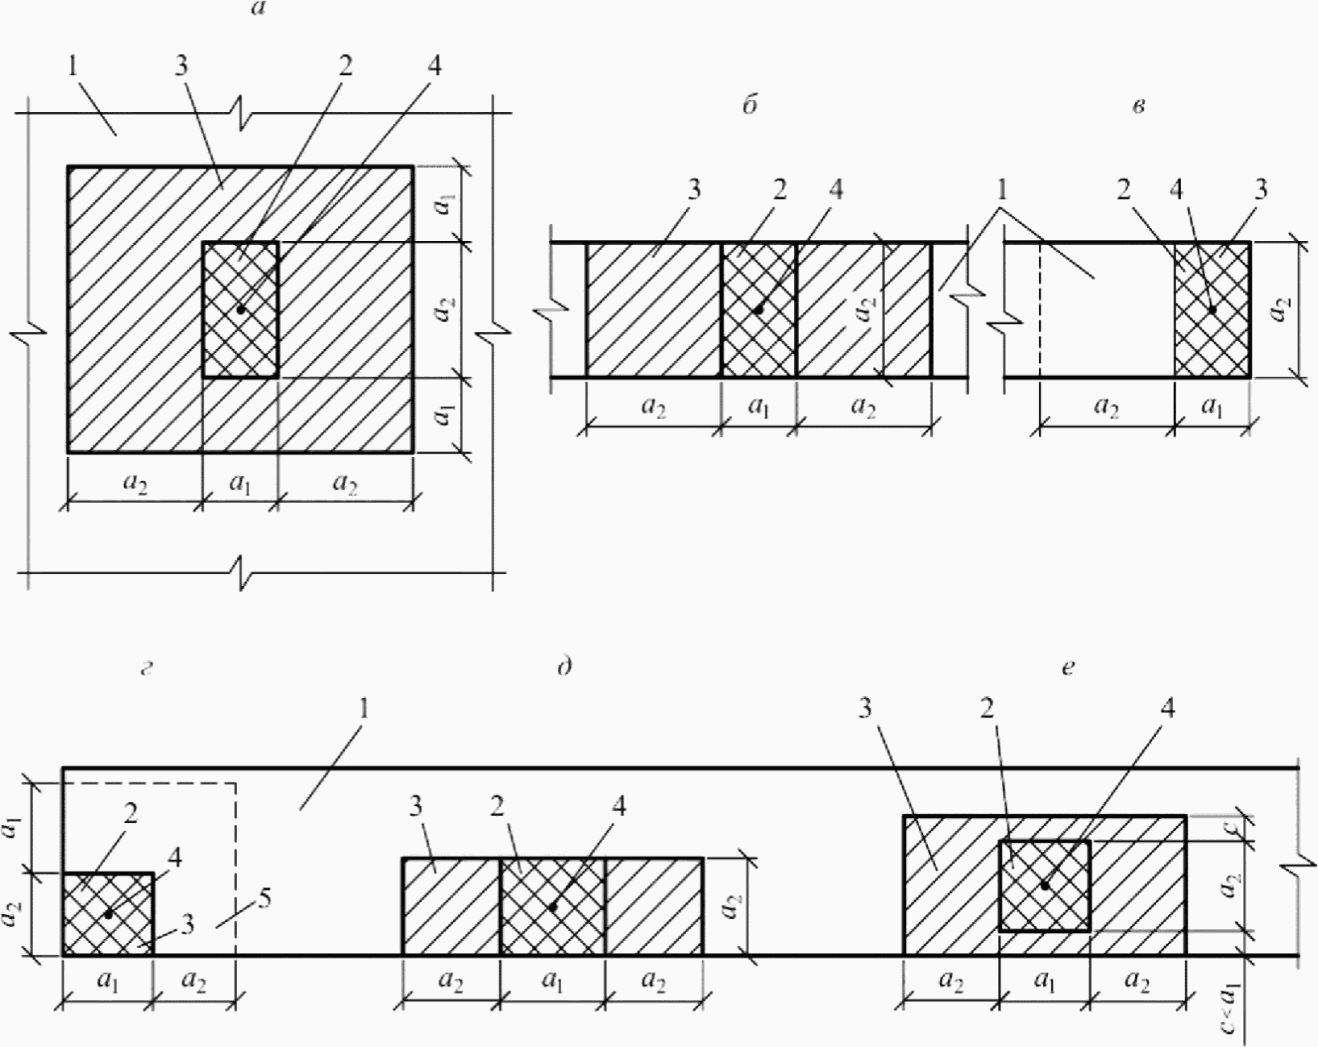 а
1 3 2 4
a₁
a₂
a₁
a₂ a₁ a₂
б
3 2 4 1
a₂
a₂ a₁ a₂
в
2 4 3
a₂
a₂ a₁
г
1
2
4
5
3
a₁
a₂
a₁ a₂
д
3 2 4
a₂
a₂ a₁ a₂
е
3 2 4
c
a₂
c<a₁
a₂ a₁ a₂